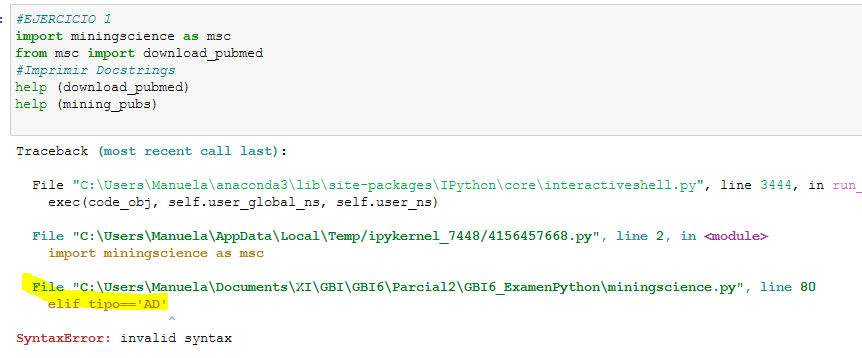 :
#EJERCICIO 1
import miningscience as msc
from msc import download_pubmed
#Imprimir Docstrings
help (download_pubmed)
help (mining_pubs)
Traceback (most recent call last):
File "C:\Users\Manuela\anaconda3\lib\site-packages\IPython\core\interactiveshell.py", line 3444, in run_
exec(code_obj, self.user_global_ns, self.user_ns)
File "C:\Users\Manuela\AppData\Local\Temp/ipykernel_7448/4156457668.py", line 2, in <module>
import miningscience as msc
File "C:\Users\Manuela\Documents\XI\GBI\GBI6\Parcial2\GBI6_ExamenPython\miningscience.py", line 80
elif tipo=='AD'
^
SyntaxError: invalid syntax